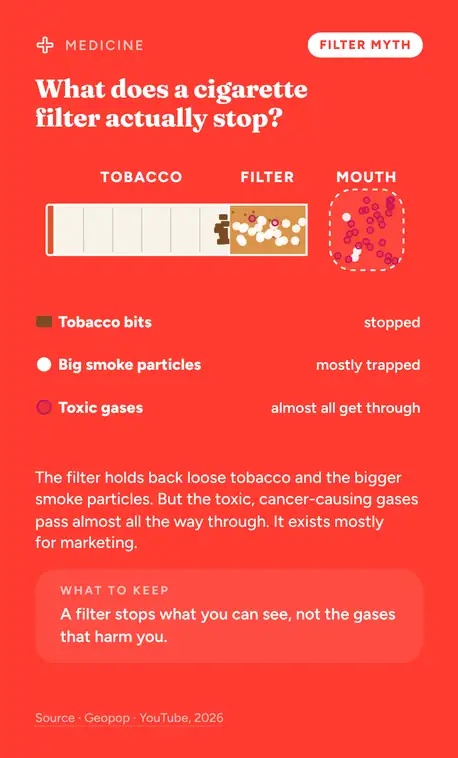 MEDICINE
FILTER MYTH
What does a cigarette
filter actually stop?
TOBACCO
FILTER
MOUTH
Tobacco bits
stopped
Big smoke particles
mostly trapped
Toxic gases
almost all get through
The filter holds back loose tobacco and the bigger
smoke particles. But the toxic, cancer-causing gases
pass almost all the way through. It exists mostly
for marketing.
WHAT TO KEEP
A filter stops what you can see, not the gases
that harm you.
Source · Geopop · YouTube, 2026